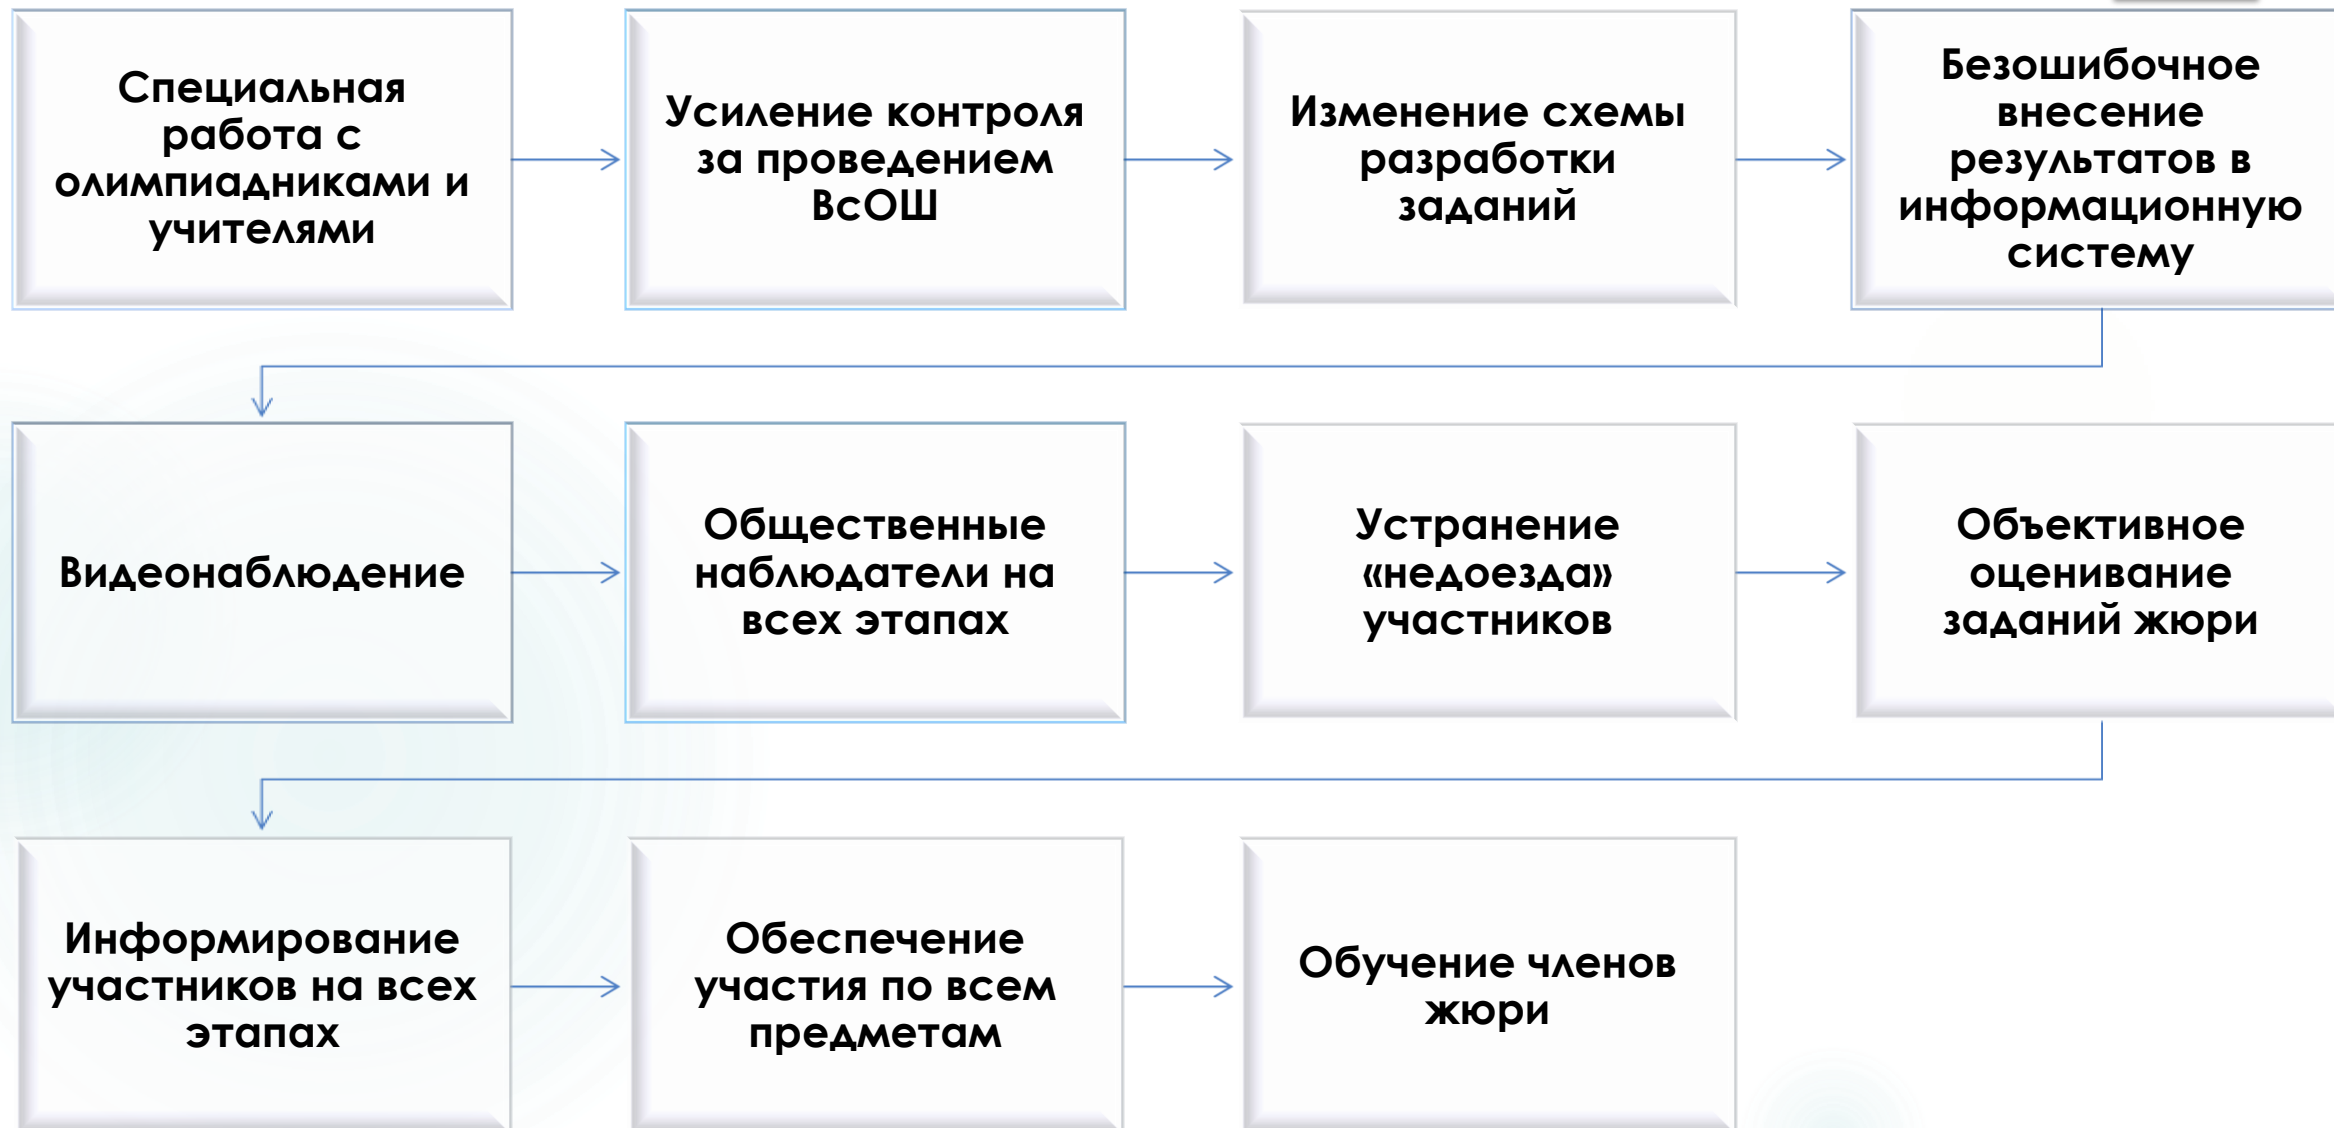 Специальная
работа с
олимпиадниками и
учителями
Усиление контроля
за проведением
ВсОШ
Изменение схемы
разработки
заданий
Безошибочное
внесение
результатов в
информационную
систему
Видеонаблюдение
Общественные
наблюдатели на
всех этапах
Устранение
«недоезда»
участников
Объективное
оценивание
заданий жюри
Информирование
участников на всех
этапах
Обеспечение
участия по всем
предметам
Обучение членов
жюри